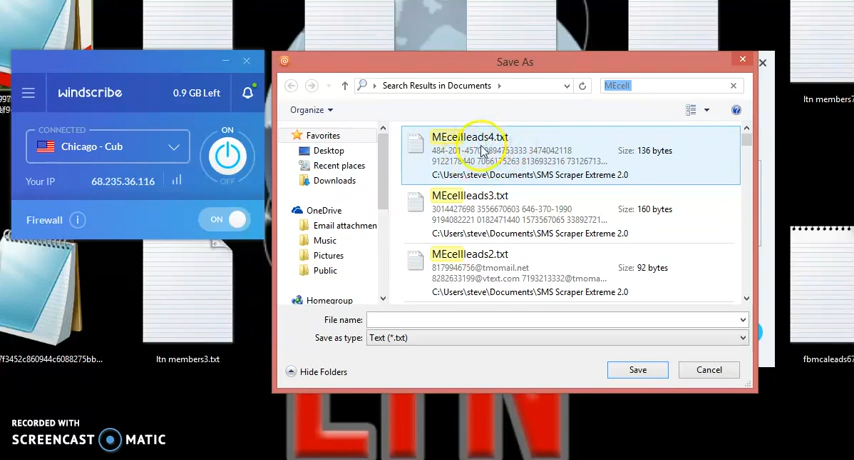 windscribe
0.9 GB Left
CONNECTED
Chicago - Cub
ON
OFF
Your IP
68.235.36.116
Firewall
i
ON
Save As
Search Results in Documents
MEcell
Organize
Favorites
Desktop
Recent places
Downloads
OneDrive
Email attachmen
Music
Pictures
Public
Homegroup
MEcellleads4.txt
Size: 136 bytes
C:\Users\steve\Documents\SMS Scraper Extreme 2.0
MEcellleads3.txt
3014427698 3556670603 646-370-1990
9194082221 0182471440 1573567065 33892721...
Size: 160 bytes
C:\Users\steve\Documents\SMS Scraper Extreme 2.0
MEcellleads2.txt
8179946756@tmomail.net
8282633199@vtext.com 7193213332@tmoma...
Size: 92 bytes
C:\Users\steve\Documents\SMS Scraper Extreme 2.0
File name:
Save as type:
Text (*.txt)
Hide Folders
Save
Cancel
ltn members7
7f3452c860944c6088275bb...
ltn members3.txt
fbmcaleads67
RECORDED WITH
SCREENCAST MATIC
LTN